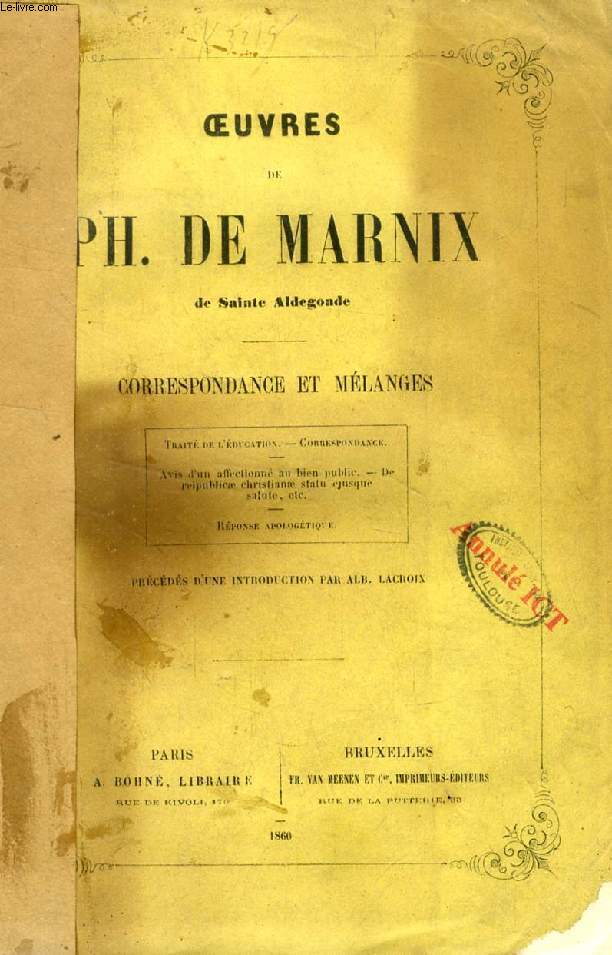 Le-livre.com
ŒUVRES
DE
PH. DE MARNIX
de Sainte Aldegonde
CORRESPONDANCE ET MÉLANGES
TRAITÉ DE L'ÉDUCATION. — CORRESPONDANCE.
Avis d'un affectionné au bien public. — De
reipublicæ christianæ statu ejusque
salute, etc.
RÉPONSE APOLOGÉTIQUE.
PRÉCÉDÉS D'UNE INTRODUCTION PAR ALB. LACROIX
Annulé ICT
TOULOUSE
PARIS
A. BOHNÉ, LIBRAIRE
RUE DE RIVOLI, 170
BRUXELLES
FR. VAN MEENEN ET Cie, IMPRIMEURS-ÉDITEURS
RUE DE LA PUTTERIE,
1860